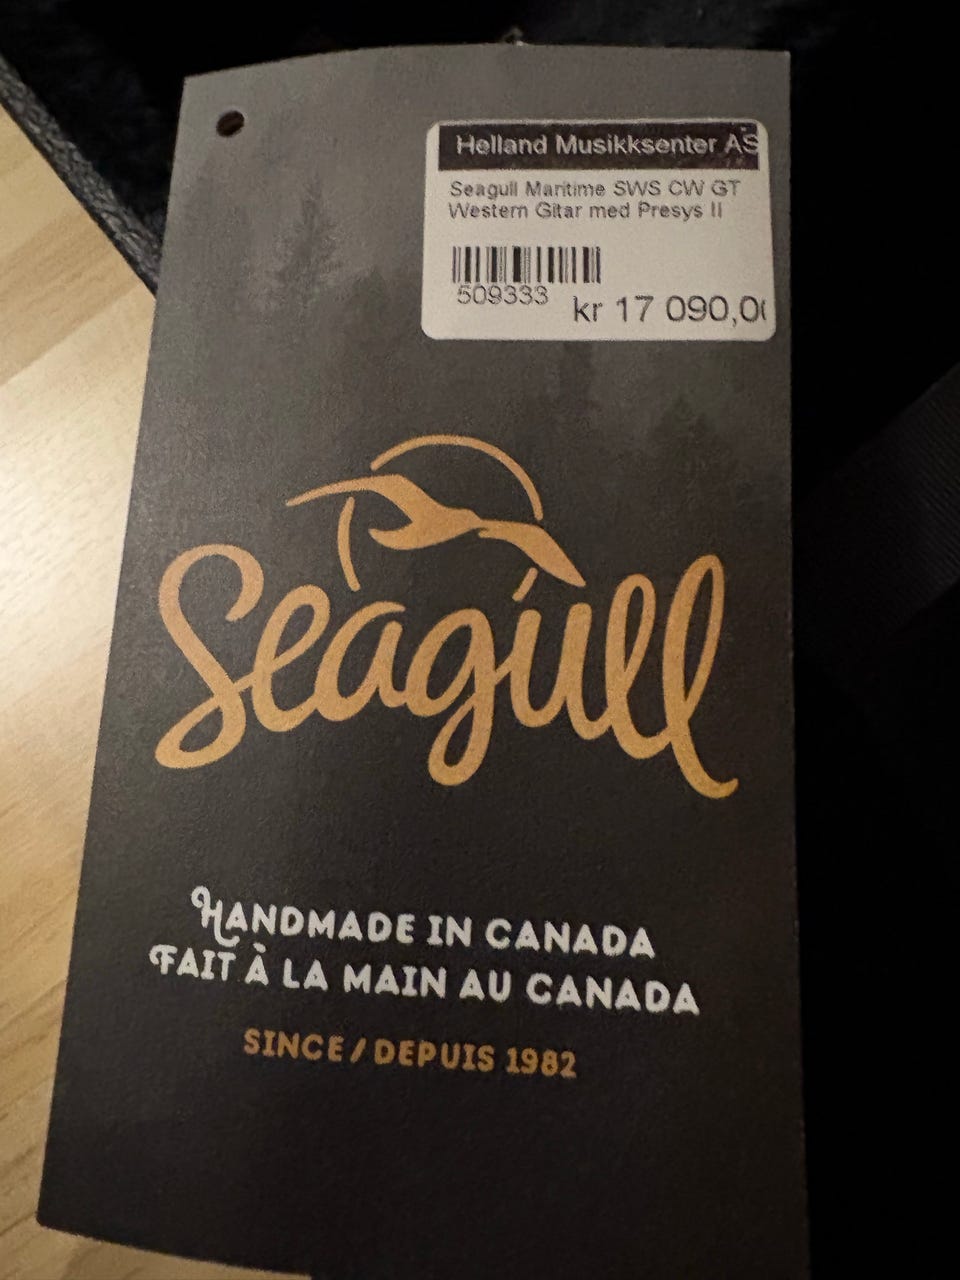 Helland Musikksenter AS
Seagull Maritime SWS CW GT
Western Gitar med Presys II
509333
kr 17 090,0
Seagull
HANDMADE IN CANADA
FAIT À LA MAIN AU CANADA
SINCE / DEPUIS 1982